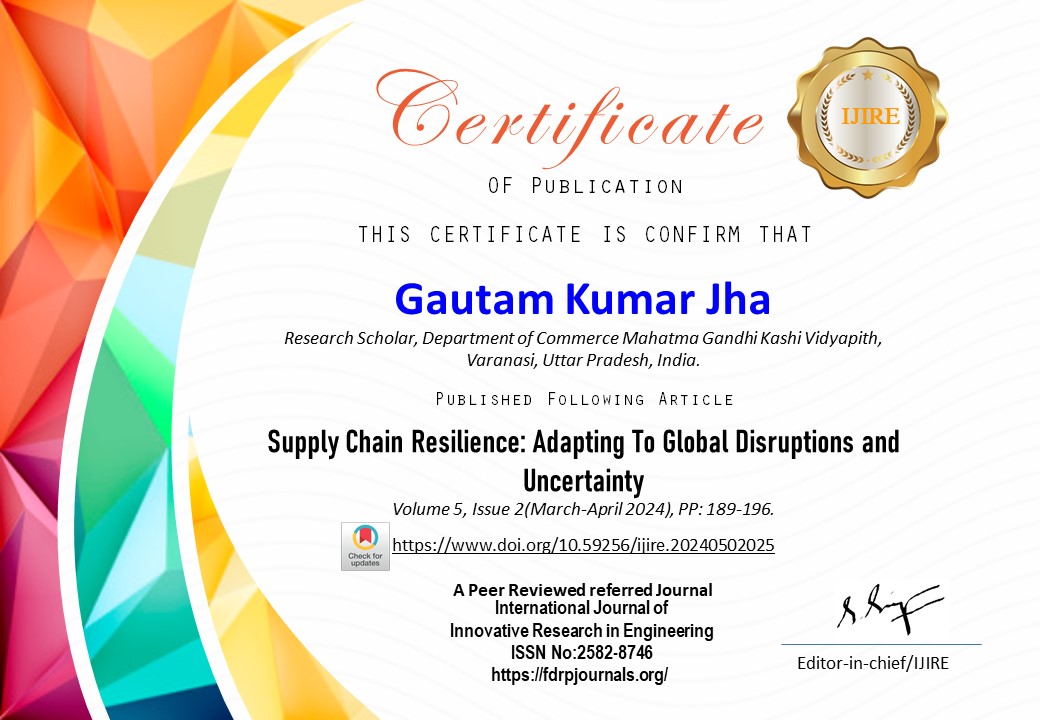 Certificate
IJIRE
OF PUBLICATION
THIS CERTIFICATE IS CONFIRM THAT
Gautam Kumar Jha
Research Scholar, Department of Commerce Mahatma Gandhi Kashi Vidyapith,
Varanasi, Uttar Pradesh, India.
PUBLISHED FOLLOWING ARTICLE
Supply Chain Resilience: Adapting To Global Disruptions and
Uncertainty
Volume 5, Issue 2(March-April 2024), PP: 189-196.
Check for
updates
https://www.doi.org/10.59256/ijire.20240502025
A Peer Reviewed referred Journal
International Journal of
Innovative Research in Engineering
ISSN No:2582-8746
https://fdrpjournals.org/
Editor-in-chief/IJIRE